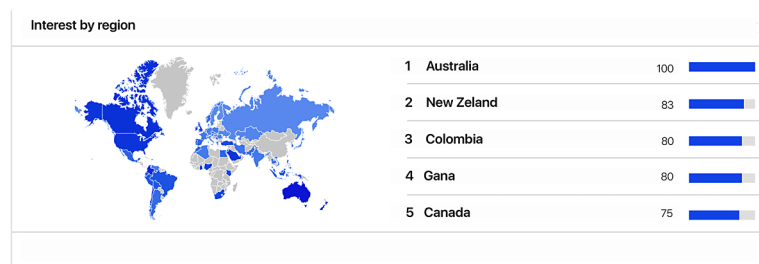 Interest by region
1 Australia 100
2 New Zeland 83
3 Colombia 80
4 Gana 80
5 Canada 75